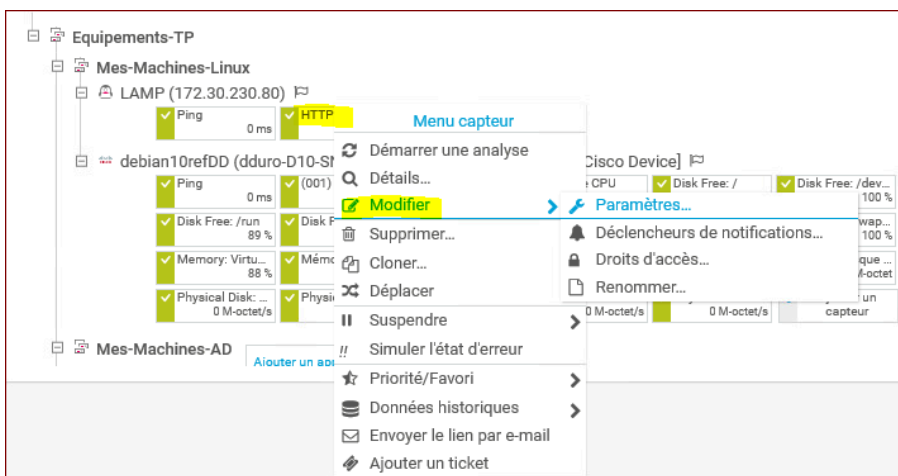 Equipements-TP
Mes-Machines-Linux
LAMP (172.30.230.80)
Ping
0 ms
HTTP
Menu capteur
Démarrer une analyse
Détails...
Modifier
Supprimer...
Cloner...
Déplacer
Suspendre
!! Simuler l'état d'erreur
Priorité/Favori
Données historiques
Envoyer le lien par e-mail
Ajouter un ticket
Paramètres...
Déclencheurs de notifications...
Droits d'accès...
Renommer...
debian10refDD (dduro-D10-SN
Cisco Device]
Ping
0 ms
(001)
CPU
Disk Free: /
Disk Free: /dev...
100 %
Disk Free: /run
89 %
Disk F
wap...
100 %
Memory: Virtu...
88 %
Mémo
que ...
M-octet
Physical Disk: ...
0 M-octet/s
Physi
0 M-octet/s
0 M-octet/s
un
capteur
Mes-Machines-AD
Ajouter un app